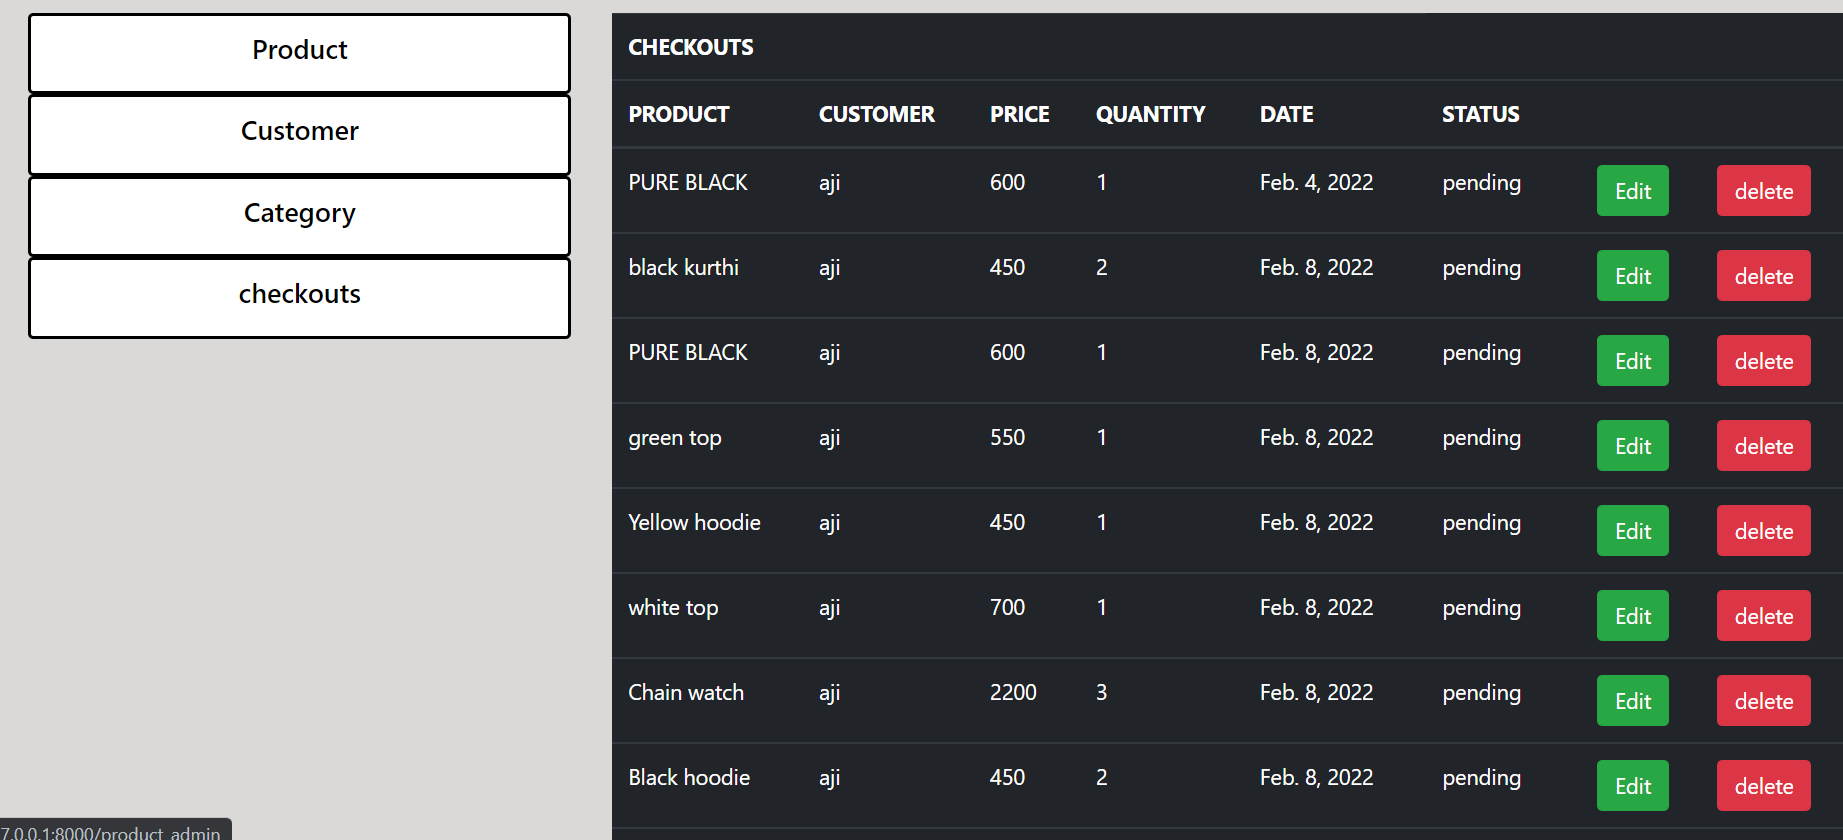 Product
Customer
Category
checkouts
CHECKOUTS
PRODUCT CUSTOMER PRICE QUANTITY DATE STATUS
PURE BLACK aji 600 1 Feb. 4, 2022 pending Edit delete
black kurthi aji 450 2 Feb. 8, 2022 pending Edit delete
PURE BLACK aji 600 1 Feb. 8, 2022 pending Edit delete
green top aji 550 1 Feb. 8, 2022 pending Edit delete
Yellow hoodie aji 450 1 Feb. 8, 2022 pending Edit delete
white top aji 700 1 Feb. 8, 2022 pending Edit delete
Chain watch aji 2200 3 Feb. 8, 2022 pending Edit delete
Black hoodie aji 450 2 Feb. 8, 2022 pending Edit delete
7.0.0.1:8000/product_admin